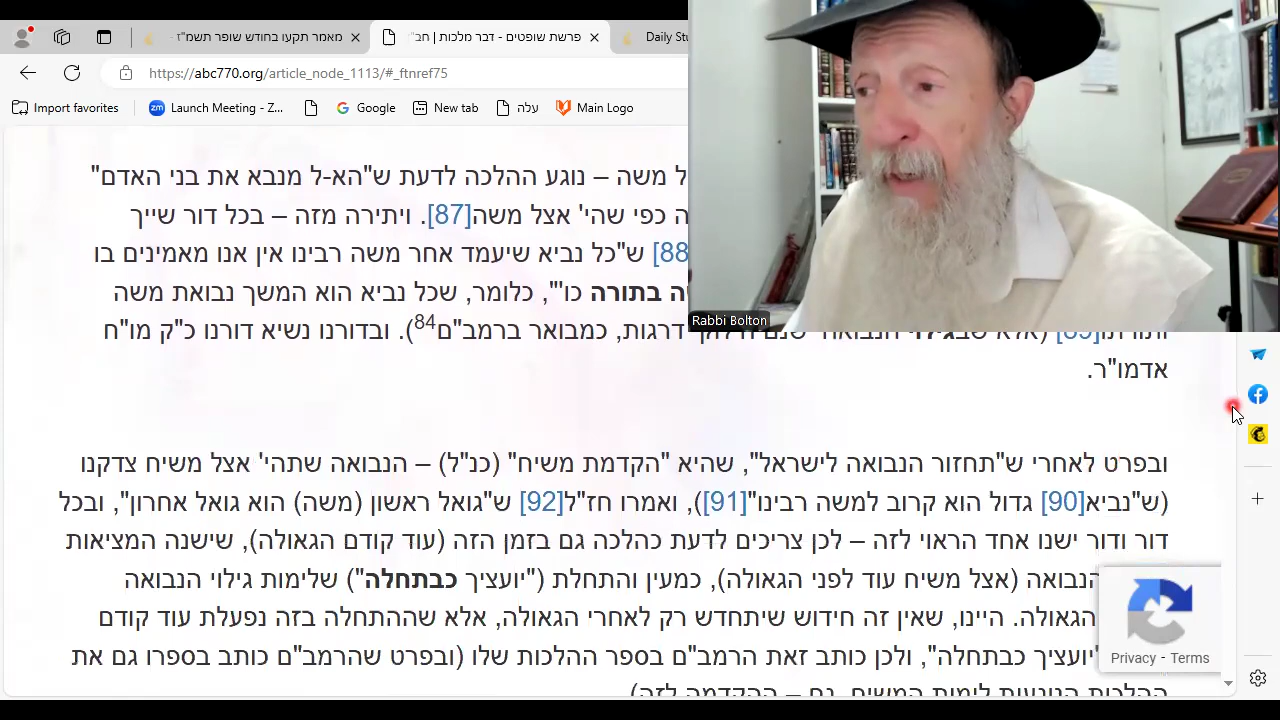 מאמר תקעו בחודש שופר תשמ"ז -
פרשת שופטים - דבר מלכות | חב"
Daily Stu
https://abc770.org/article_node_1113/#_ftnref75
Import favorites
Launch Meeting - Z...
Google
New tab
עלה
Main Logo
ל משה – נוגע ההלכה לדעת ש"הא-ל מנבא את בני האדם"
ה כפי שהי' אצל משה[87]. ויתירה מזה – בכל דור שייך
[88 ש"כל נביא שיעמד אחר משה רבינו אין אנו מאמינים בו
ה בתורה כו'", כלומר, שכל נביא הוא המשך נבואת משה
דרגות, כמבואר ברמב"ם84). ובדורנו נשיא דורנו כ"ק מו"ח
אדמו"ר.
ובפרט לאחרי ש"תחזור הנבואה לישראל", שהיא "הקדמת משיח" (כנ"ל) – הנבואה שתהי' אצל משיח צדקנו
(ש"נביא[90] גדול הוא קרוב למשה רבינו"[91]), ואמרו חז"ל[92] ש"גואל ראשון (משה) הוא גואל אחרון", ובכל
דור ודור ישנו אחד הראוי לזה – לכן צריכים לדעת כהלכה גם בזמן הזה (עוד קודם הגאולה), שישנה המציאות
הנבואה (אצל משיח עוד לפני הגאולה), כמעין והתחלת ("יועציך כבתחלה") שלימות גילוי הנבואה
הגאולה. היינו, שאין זה חידוש שיתחדש רק לאחרי הגאולה, אלא שההתחלה בזה נפעלת עוד קודם
"יועציך כבתחלה", ולכן כותב זאת הרמב"ם בספר ההלכות שלו (ובפרט שהרמב"ם כותב בספרו גם את
ההלכות הנוגעות לימות המשיח, גם – ההקדמה לזה)
Rabbi Bolton
Privacy - Terms